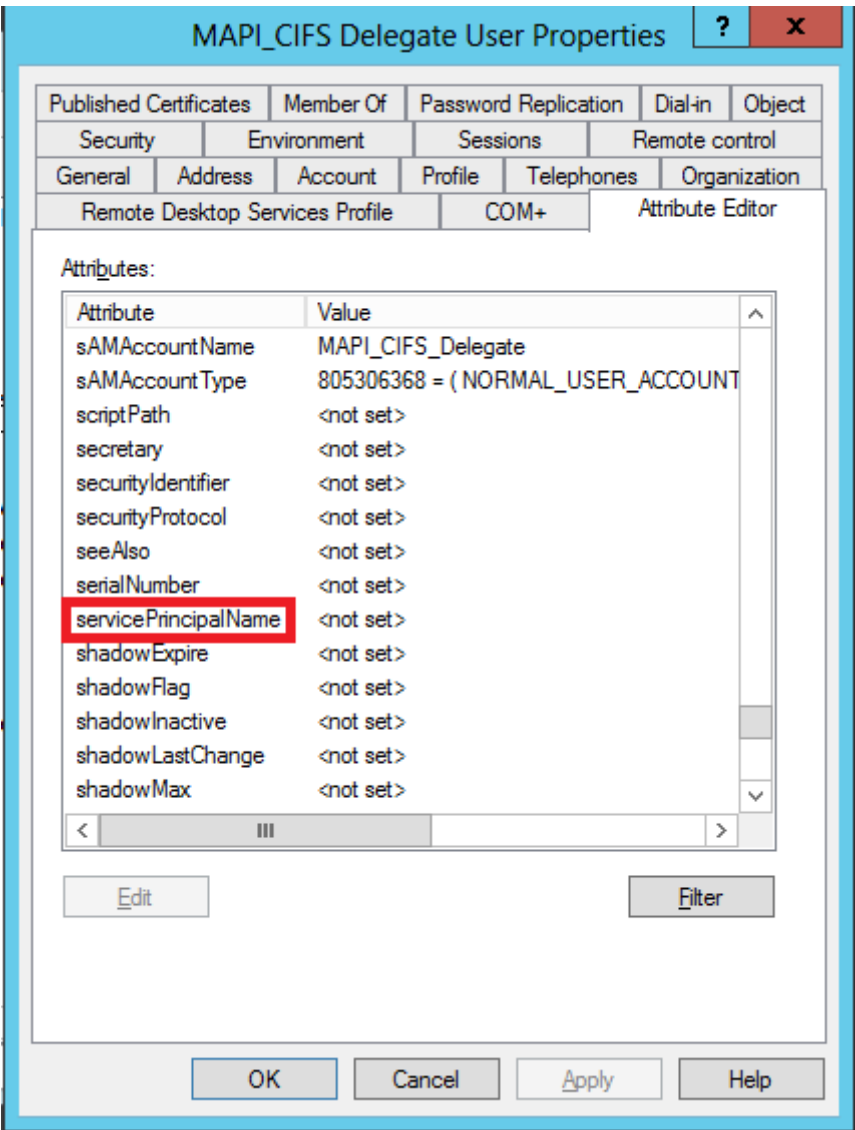 MAPI_CIFS Delegate User Properties ? x
Published Certificates Member Of Password Replication Dial-in Object
Security Environment Sessions Remote control
General Address Account Profile Telephones Organization
Remote Desktop Services Profile COM+ Attribute Editor
Attributes:
Attribute Value
sAMAccountName MAPI_CIFS_Delegate
sAMAccountType 805306368 = ( NORMAL_USER_ACCOUNT
scriptPath <not set>
secretary <not set>
securityIdentifier <not set>
securityProtocol <not set>
seeAlso <not set>
serialNumber <not set>
servicePrincipalName <not set>
shadowExpire <not set>
shadowFlag <not set>
shadowInactive <not set>
shadowLastChange <not set>
shadowMax <not set>
Edit Filter
OK Cancel Apply Help